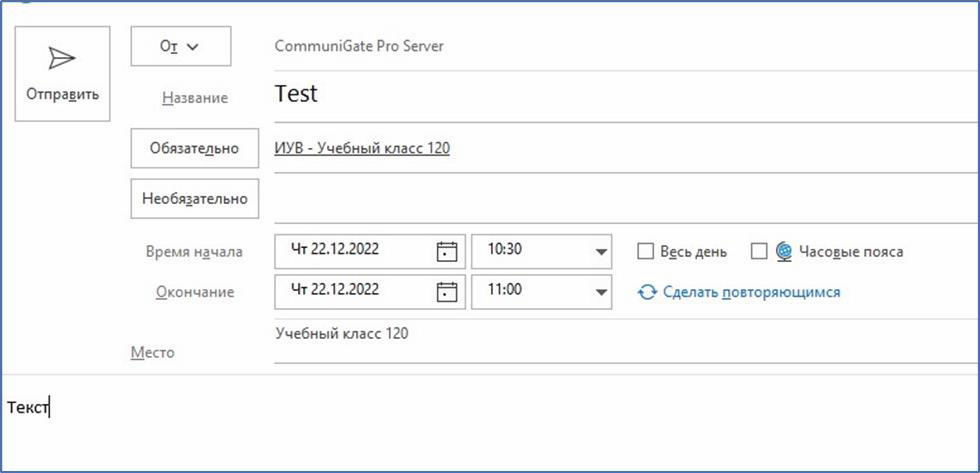 От
CommuniGate Pro Server
Отправить
Название
Test
Обязательно
ИУВ - Учебный класс 120
Необязательно
Время начала
Чт 22.12.2022
10:30
Весь день
Часовые пояса
Окончание
Чт 22.12.2022
11:00
Сделать повторяющимся
Место
Учебный класс 120
Текст